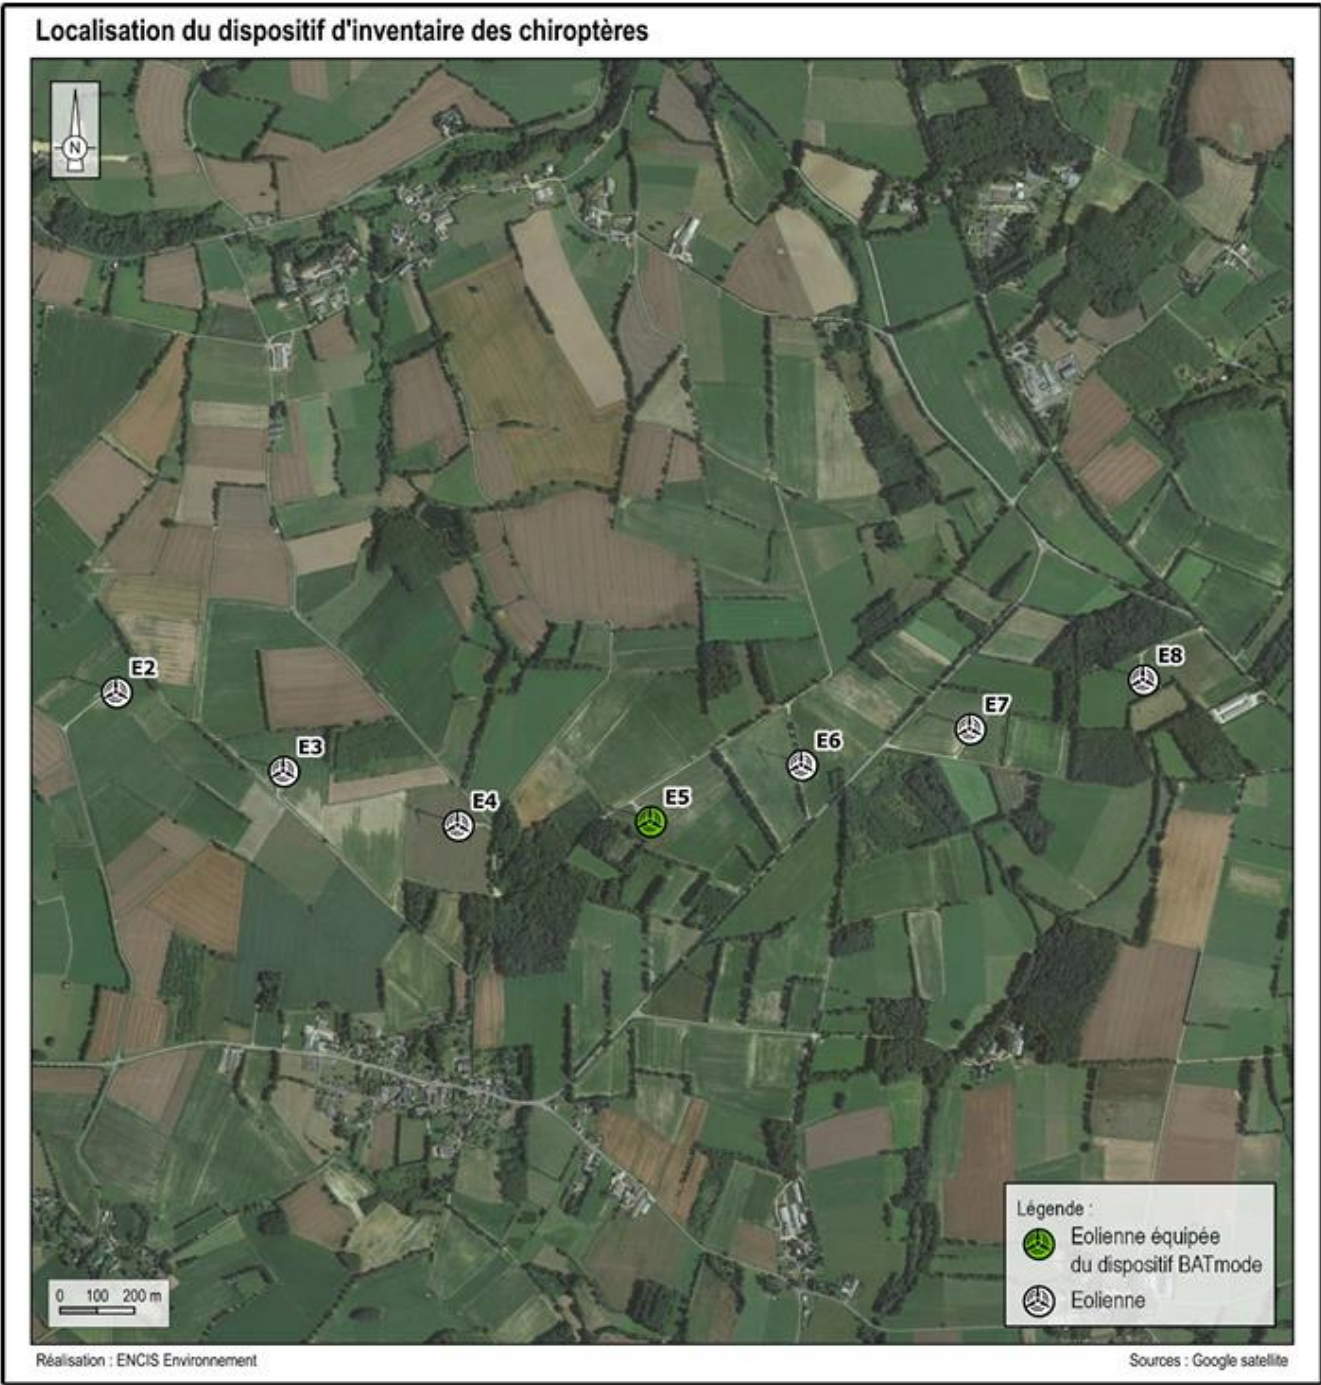 Localisation du dispositif d'inventaire des chiroptères
N
E2
E8
E7
E3
E6
E5
E4
Légende :
Eolienne équipée
du dispositif BATmode
Eolienne
0 100 200 m
Réalisation : ENCIS Environnement
Sources : Google satellite